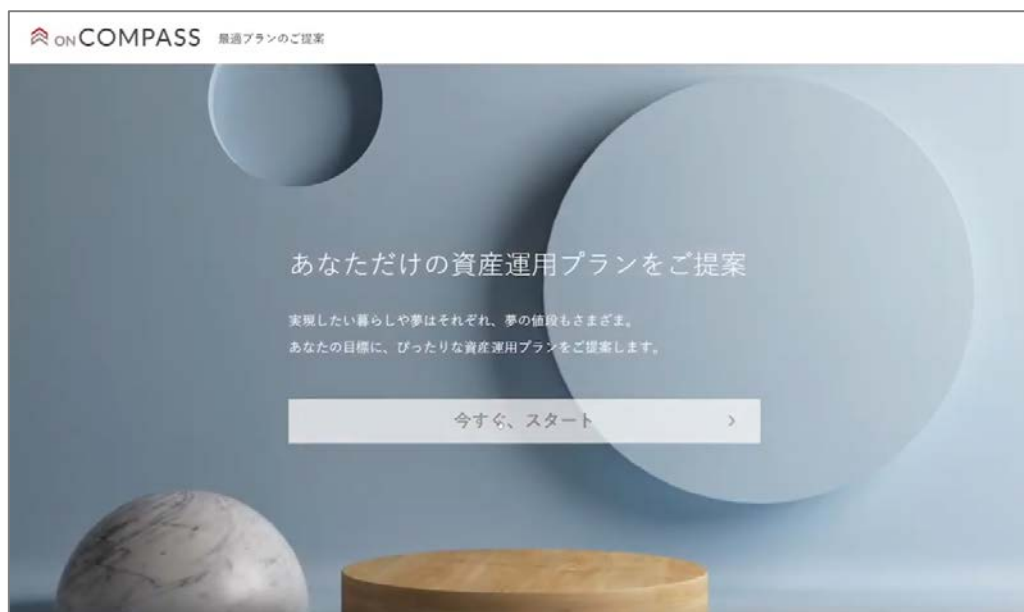 ON COMPASS 最適プランのご提案
あなただけの資産運用プランをご提案
実現したい暮らしや夢はそれぞれ、夢の値段もさまざま。
あなたの目標に、ぴったりな資産運用プランをご提案します。
今すぐ、スタート